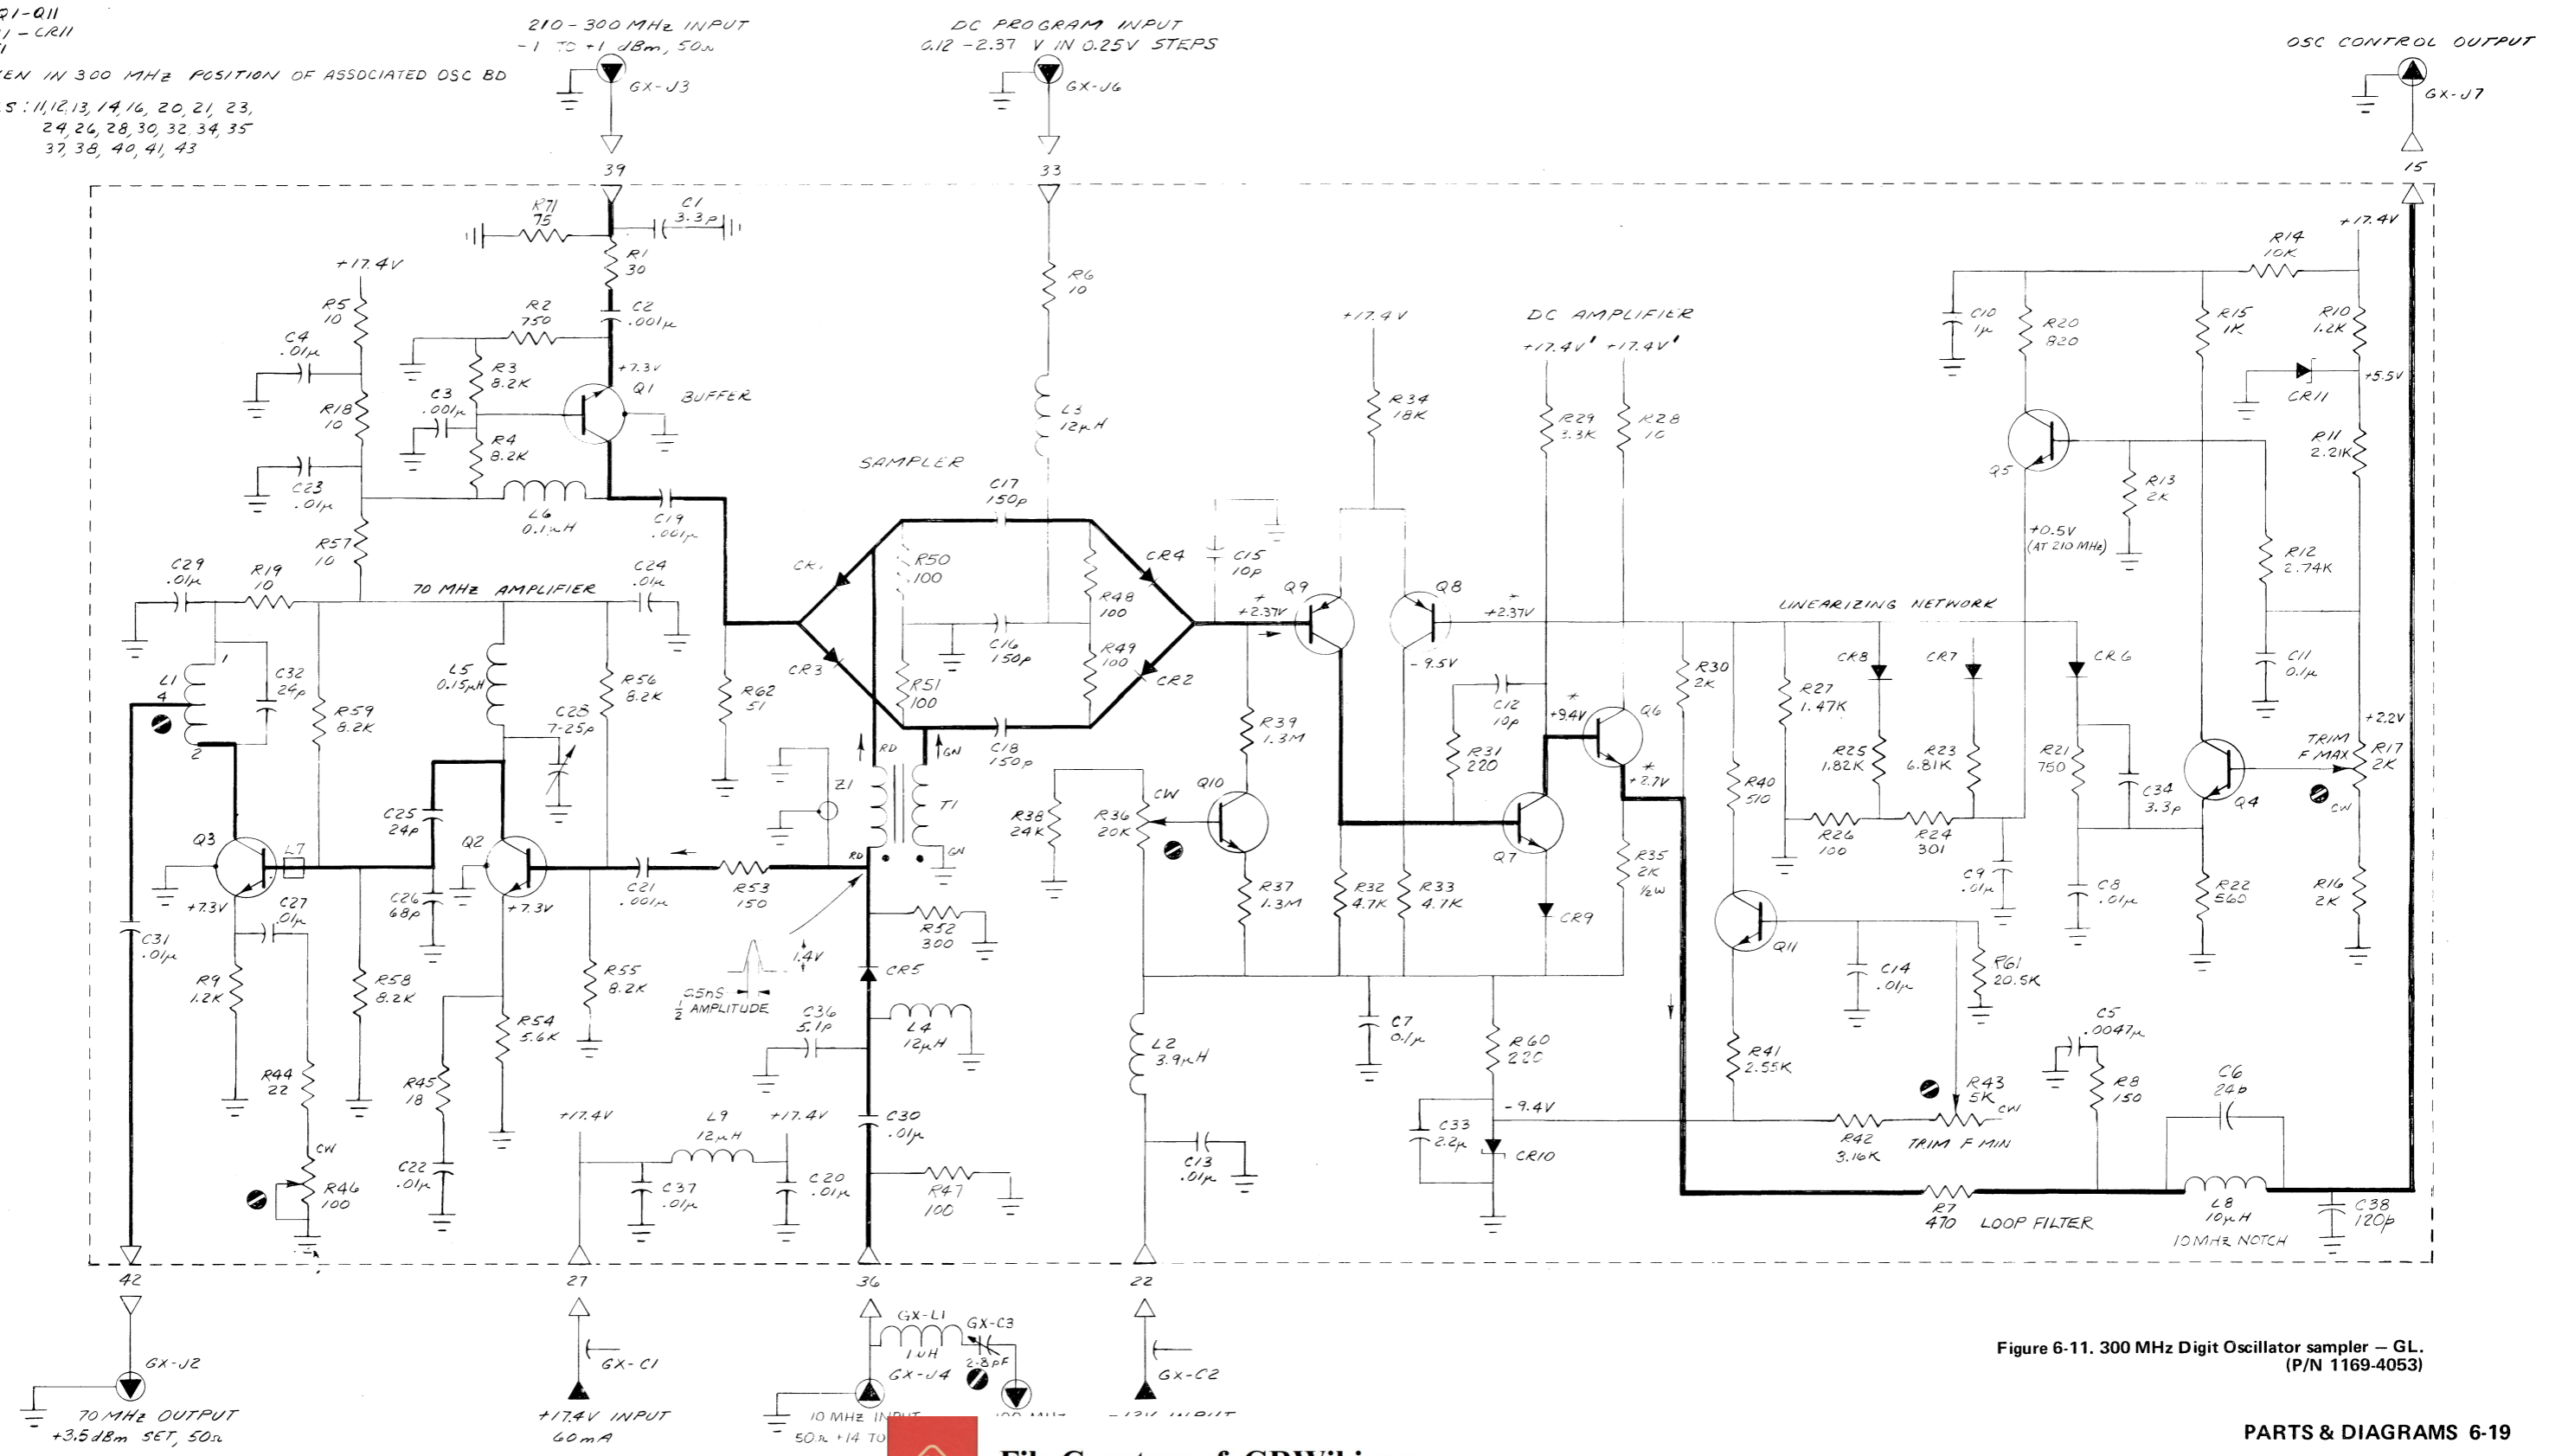 Q1-Q11
1 - CR11
EN IN 300 MHz POSITION OF ASSOCIATED OSC BD
S: 11,12,13,14,16,20,21,23,
24,26,28,30,32,34,35
37,38,40,41,43
210-300 MHz INPUT
-1 TO +1 dBm, 50Ω
GX-J3
39
DC PROGRAM INPUT
0.12 -2.37 V IN 0.25V STEPS
GX-J6
33
OSC CONTROL OUTPUT
GX-J7
15
R71
75
C1
3.3p
R1
30
C2
.001μ
R2
750
+17.4V
R5
10
C4
.01μ
R18
10
C23
.01μ
R57
10
R3
8.2K
C3
.001μ
R4
8.2K
+7.3V
Q1
BUFFER
L6
0.1μH
C19
.001μ
R6
10
L3
12μH
SAMPLER
C17
150p
R50
.100
R48
100
C16
150p
R51
100
R49
100
C18
150p
CR3
CR4
CR2
C15
10p
+2.37V
Q9
Q8
+2.37V
-9.5V
+17.4V
R34
18K
DC AMPLIFIER
+17.4V' +17.4V'
R29
3.3K
R28
10
C12
10p
R31
220
+9.4V
Q6
+2.7V
Q7
CR9
R35
2K
½W
R32
4.7K
R33
4.7K
R39
1.3M
Q10
R37
1.3M
CW
R38
24K
R36
20K
C29
.01μ
R19
10
70 MHz AMPLIFIER
C24
.01μ
L1
4
1
2
C32
24p
R59
8.2K
L5
0.15μH
R56
8.2K
C28
7-25p
R62
51
Z1
RD
GN
T1
RD
GN
Q3
L7
+7.3V
C25
24p
C26
68p
Q2
+7.3V
C21
.001μ
R53
150
C27
.01μ
C31
.01μ
R9
1.2K
R58
8.2K
R44
22
CW
R46
100
R45
18
C22
.01μ
R54
5.6K
R55
8.2K
1.4V
0.5nS
½ AMPLITUDE
R52
300
CR5
C36
5.1p
L4
12μH
C30
.01μ
R47
100
+17.4V
L9
12μH
+17.4V
C37
.01μ
C20
.01μ
L2
3.9μH
C13
.01μ
C7
0.1μ
R60
220
-9.4V
C33
2.2μ
CR10
LINEARIZING NETWORK
R30
2K
R27
1.47K
CR8
CR7
CR6
R25
1.82K
R23
6.81K
R21
750
C34
3.3p
R26
100
R24
301
R40
510
Q11
R41
2.55K
C14
.01μ
R61
20.5K
C9
.01μ
C8
.01μ
R22
560
R42
3.16K
R43
5K
CW
TRIM F MIN
C5
.0047μ
R8
150
C6
24p
R7
470
LOOP FILTER
L8
10μH
10MHz NOTCH
C38
120p
+17.4V
R14
10K
C10
1μ
R20
820
R15
1K
R10
1.2K
+5.5V
CR11
R11
2.21K
Q5
R13
2K
+0.5V
(AT 210 MHz)
R12
2.74K
C11
0.1μ
+2.2V
TRIM
F MAX
R17
2K
CW
Q4
R16
2K
42
27
36
22
GX-J2
GX-C1
GX-L1
1UH
GX-C3
2-8pF
GX-J4
GX-C2
70 MHz OUTPUT
+3.5dBm SET, 50Ω
+17.4V INPUT
60mA
10 MHz
50Ω +14 TO
Figure 6-11. 300 MHz Digit Oscillator sampler — GL.
(P/N 1169-4053)
PARTS & DIAGRAMS 6-19